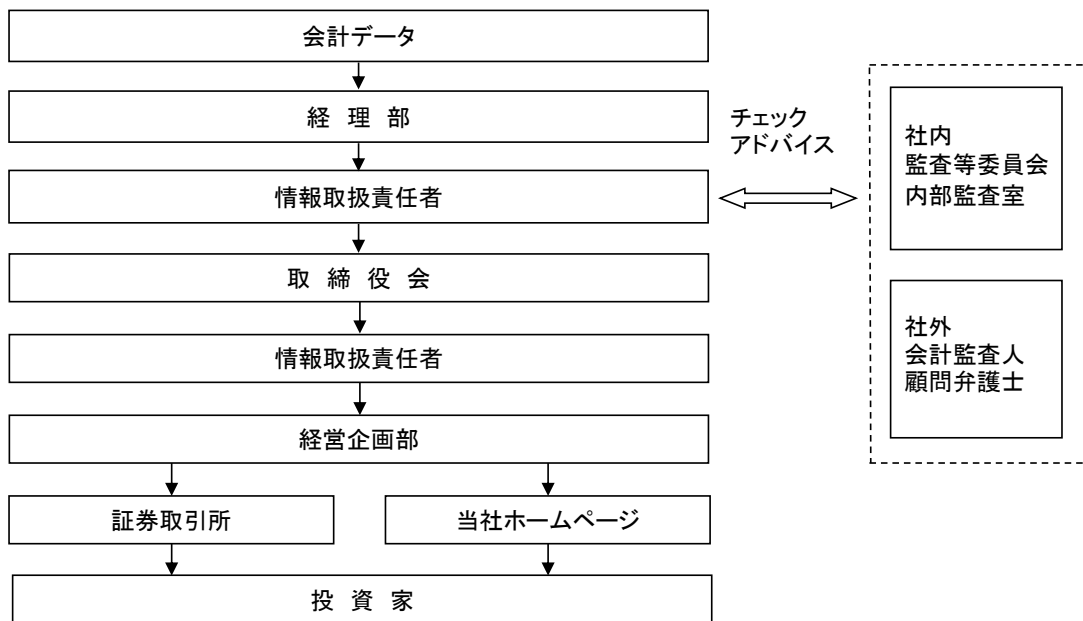 会計データ
経理部
チェック
アドバイス
情報取扱責任者
社内
監査等委員会
内部監査室
取締役会
情報取扱責任者
社外
会計監査人
顧問弁護士
経営企画部
証券取引所
当社ホームページ
投資家